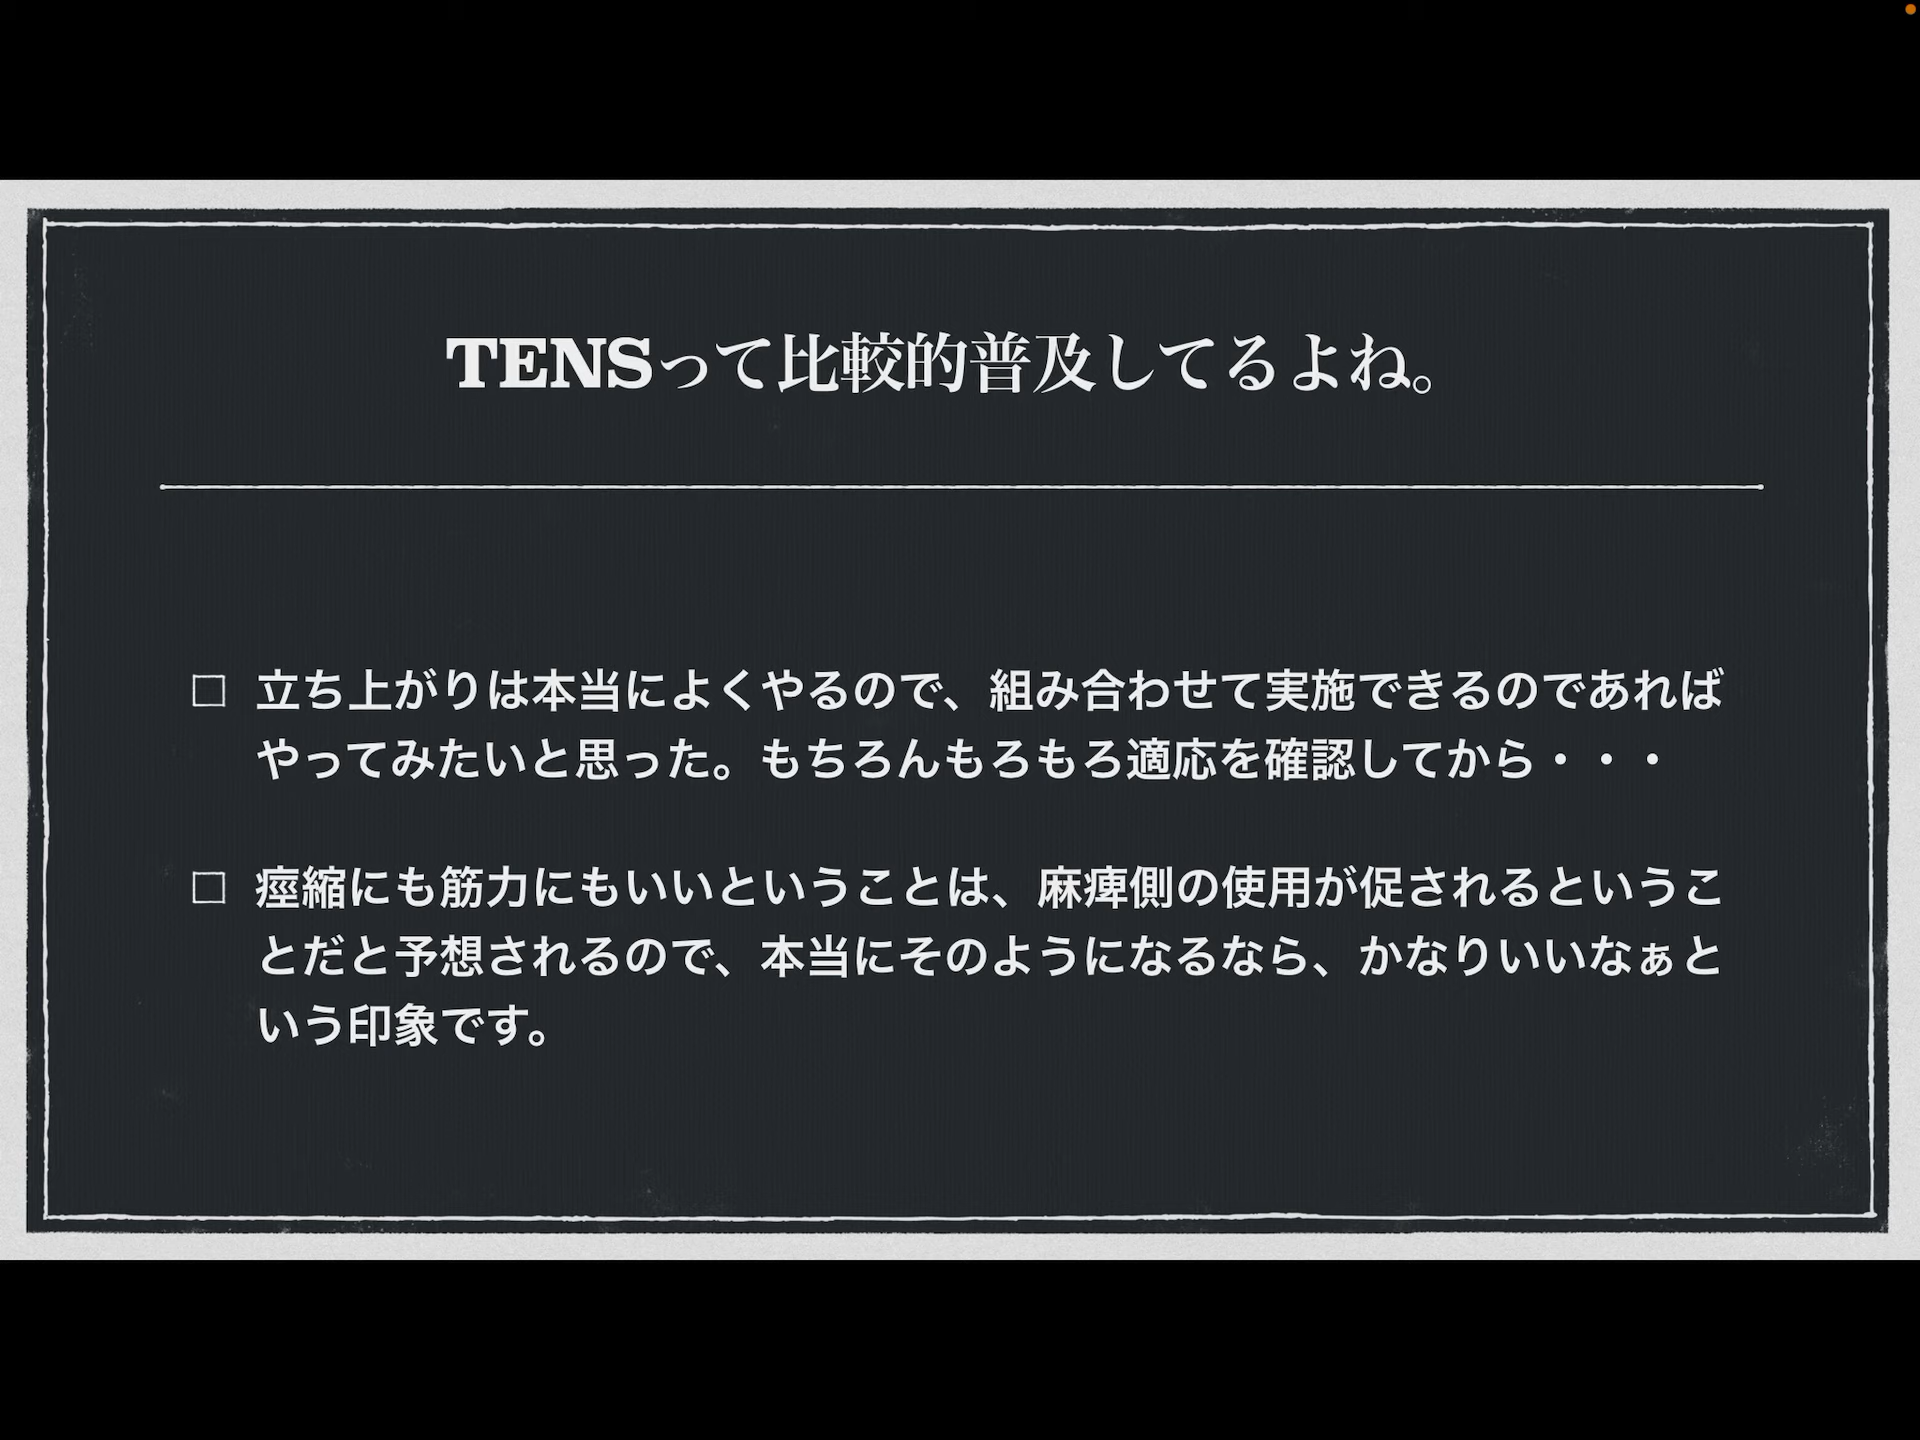 TENSって比較的普及してるよね。
立ち上がりは本当によくやるので、組み合わせて実施できるのであれば
やってみたいと思った。もちろんもろもろ適応を確認してから・・・
痙縮にも筋力にもいいということは、麻痺側の使用が促されるというこ
とだと予想されるので、本当にそのようになるなら、かなりいいなぁと
いう印象です。